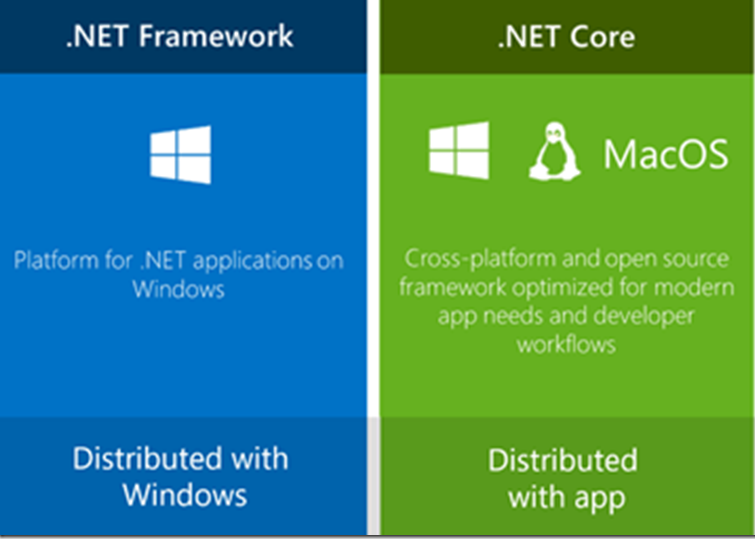 .NET Framework
Platform for .NET applications on
Windows
Distributed with
Windows
.NET Core
MacOS
Cross-platform and open source
framework optimized for modern
app needs and developer
workflows
Distributed
with app